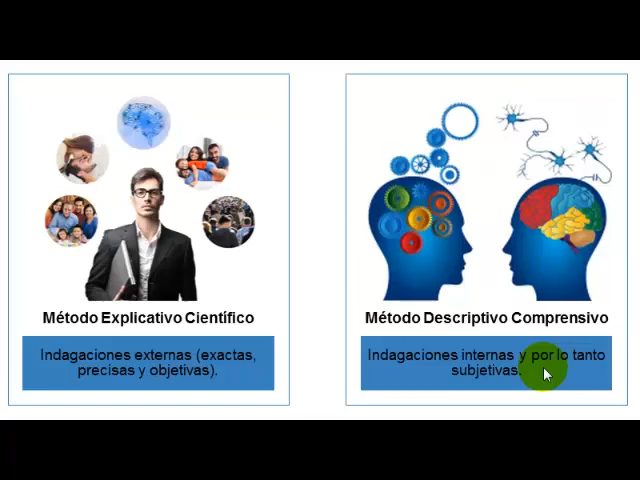 Método Explicativo Científico
Indagaciones externas (exactas,
precisas y objetivas).
Método Descriptivo Comprensivo
Indagaciones internas y por lo tanto
subjetivas.